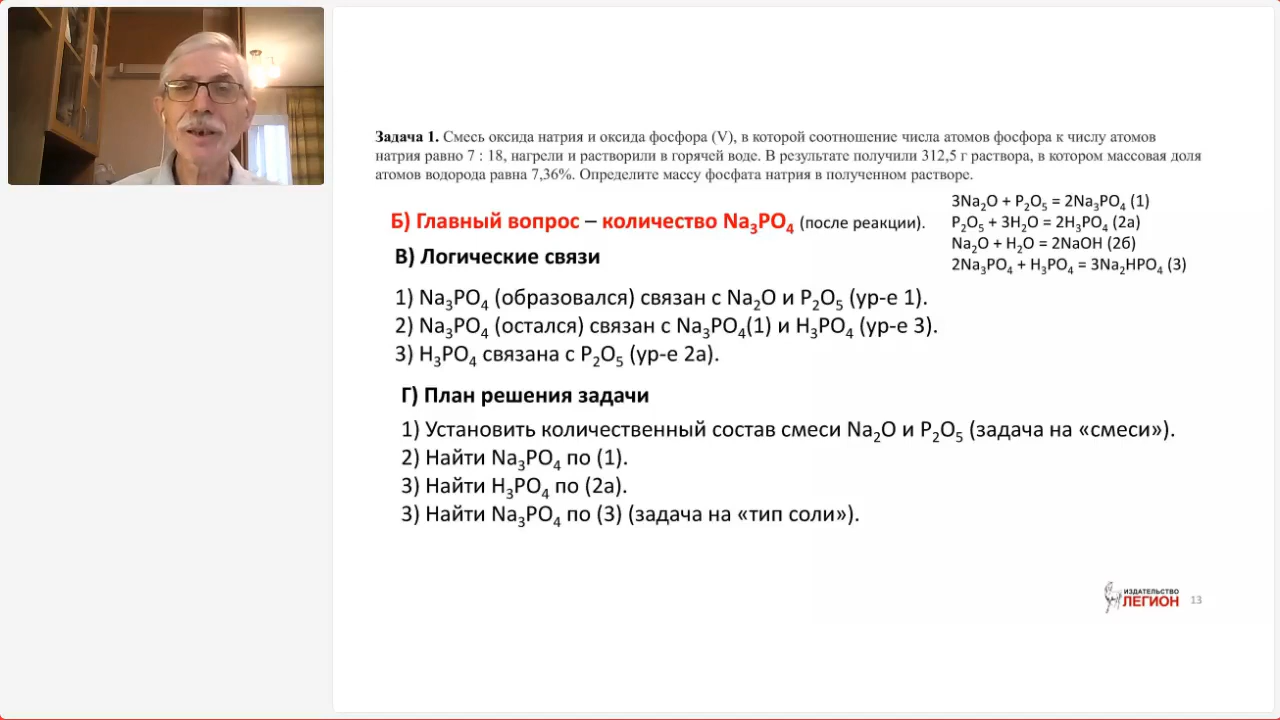 Задача 1. Смесь оксида натрия и оксида фосфора (V), в которой соотношение числа атомов фосфора к числу атомов
натрия равно 7 : 18, нагрели и растворили в горячей воде. В результате получили 312,5 г раствора, в котором массовая доля
атомов водорода равна 7,36%. Определите массу фосфата натрия в полученном растворе.
3Na₂O + P₂O₅ = 2Na₃PO₄ (1)
P₂O₅ + 3H₂O = 2H₃PO₄ (2а)
Na₂O + H₂O = 2NaOH (2б)
2Na₃PO₄ + H₃PO₄ = 3Na₂HPO₄ (3)
Б) Главный вопрос – количество Na₃PO₄ (после реакции).
В) Логические связи
1) Na₃PO₄ (образовался) связан с Na₂O и P₂O₅ (ур-е 1).
2) Na₃PO₄ (остался) связан с Na₃PO₄(1) и H₃PO₄ (ур-е 3).
3) H₃PO₄ связана с P₂O₅ (ур-е 2а).
Г) План решения задачи
1) Установить количественный состав смеси Na₂O и P₂O₅ (задача на «смеси»).
2) Найти Na₃PO₄ по (1).
3) Найти H₃PO₄ по (2а).
3) Найти Na₃PO₄ по (3) (задача на «тип соли»).
ИЗДАТЕЛЬСТВО
ЛЕГИОН
13